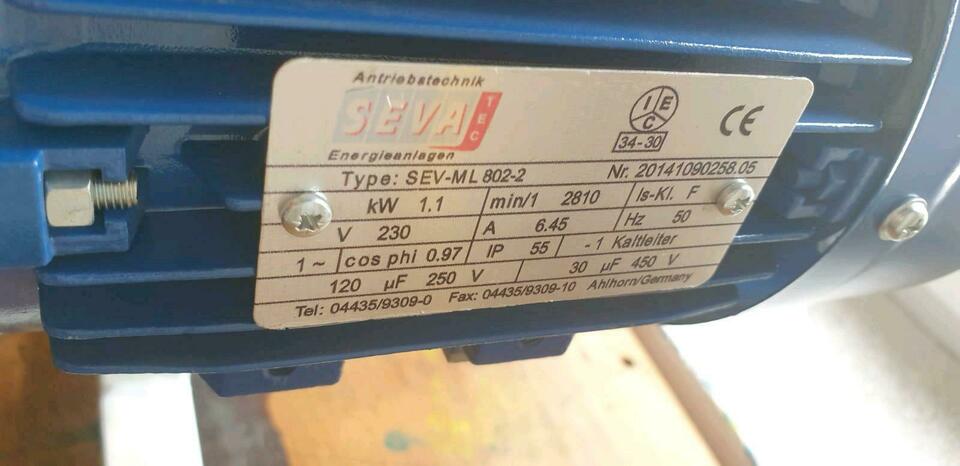 Antriebstechnik
SEVA TEC
Energieanlagen
IEC
34-30
CE
Type: SEV-ML 802-2 Nr. 20141090258.05
kW 1.1 min/1 2810 Is-Kl. F
V 230 A 6.45 Hz 50
1~ cos phi 0.97 IP 55 - 1 Kaltleiter
120 µF 250 V 30 µF 450 V
Tel: 04435/9309-0 Fax: 04435/9309-10 Ahlhorn/Germany